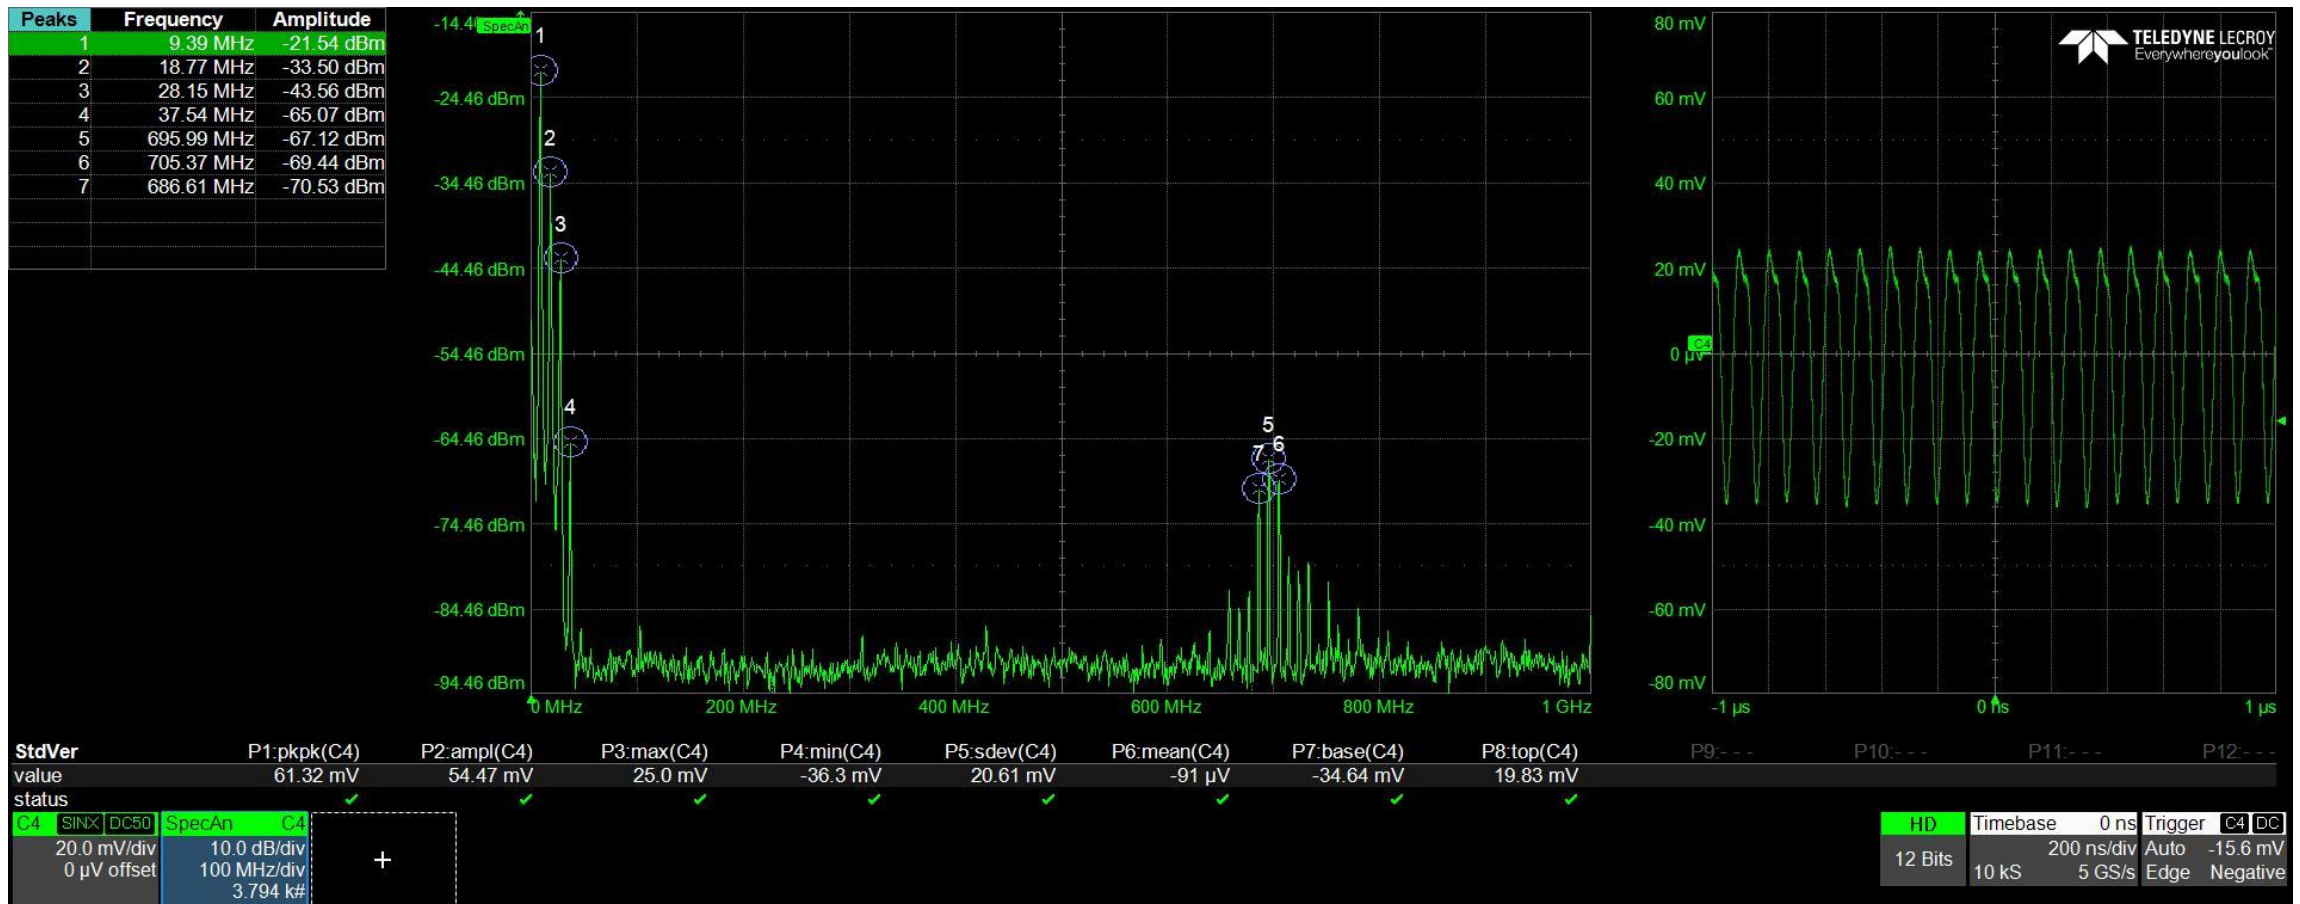 Peaks Frequency Amplitude
1 9.39 MHz -21.54 dBm
2 18.77 MHz -33.50 dBm
3 28.15 MHz -43.56 dBm
4 37.54 MHz -65.07 dBm
5 695.99 MHz -67.12 dBm
6 705.37 MHz -69.44 dBm
7 686.61 MHz -70.53 dBm
SpecAn
-24.46 dBm
-34.46 dBm
-44.46 dBm
-54.46 dBm
-64.46 dBm
-74.46 dBm
-84.46 dBm
-94.46 dBm
1
2
3
4
5
7 6
0 MHz 200 MHz 400 MHz 600 MHz 800 MHz 1 GHz
80 mV
60 mV
40 mV
20 mV
C4
0 µV
-20 mV
-40 mV
-60 mV
-80 mV
TELEDYNE LECROY
Everywhereyoulook™
-1 µs 0 ns 1 µs
StdVer P1:pkpk(C4) P2:ampl(C4) P3:max(C4) P4:min(C4) P5:sdev(C4) P6:mean(C4) P7:base(C4) P8:top(C4) P9:- - - P10:- - - P11:- - - P12:- - -
value 61.32 mV 54.47 mV 25.0 mV -36.3 mV 20.61 mV -91 µV -34.64 mV 19.83 mV
status
C4 SINX DC50 SpecAn C4
20.0 mV/div 10.0 dB/div
0 µV offset 100 MHz/div
3.794 k#
+
HD Timebase 0 ns Trigger C4 DC
12 Bits 200 ns/div Auto -15.6 mV
10 kS 5 GS/s Edge Negative